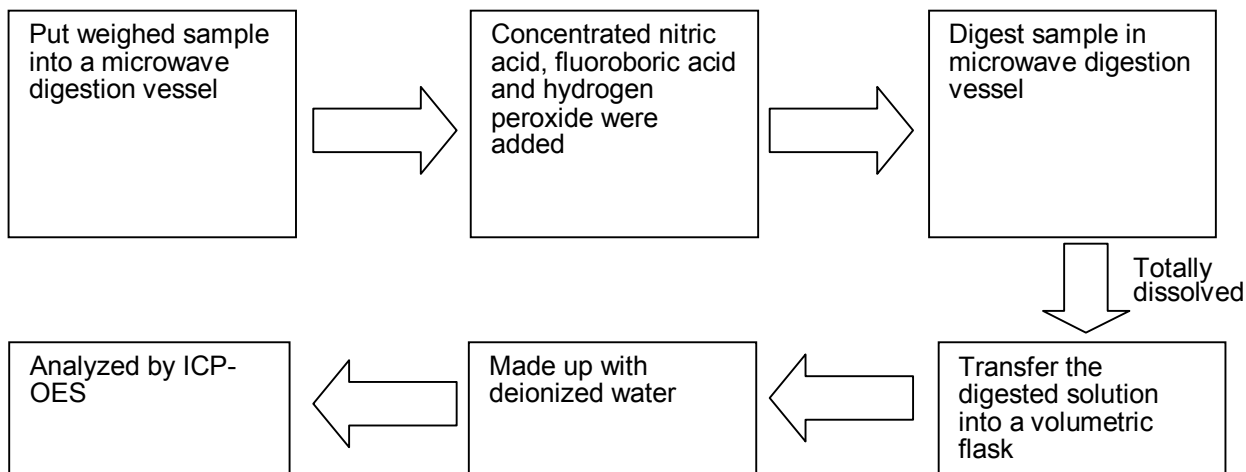 Put weighed sample
into a microwave
digestion vessel
Concentrated nitric
acid, fluoroboric acid
and hydrogen
peroxide were
added
Digest sample in
microwave digestion
vessel
Totally
dissolved
Transfer the
digested solution
into a volumetric
flask
Made up with
deionized water
Analyzed by ICP-
OES